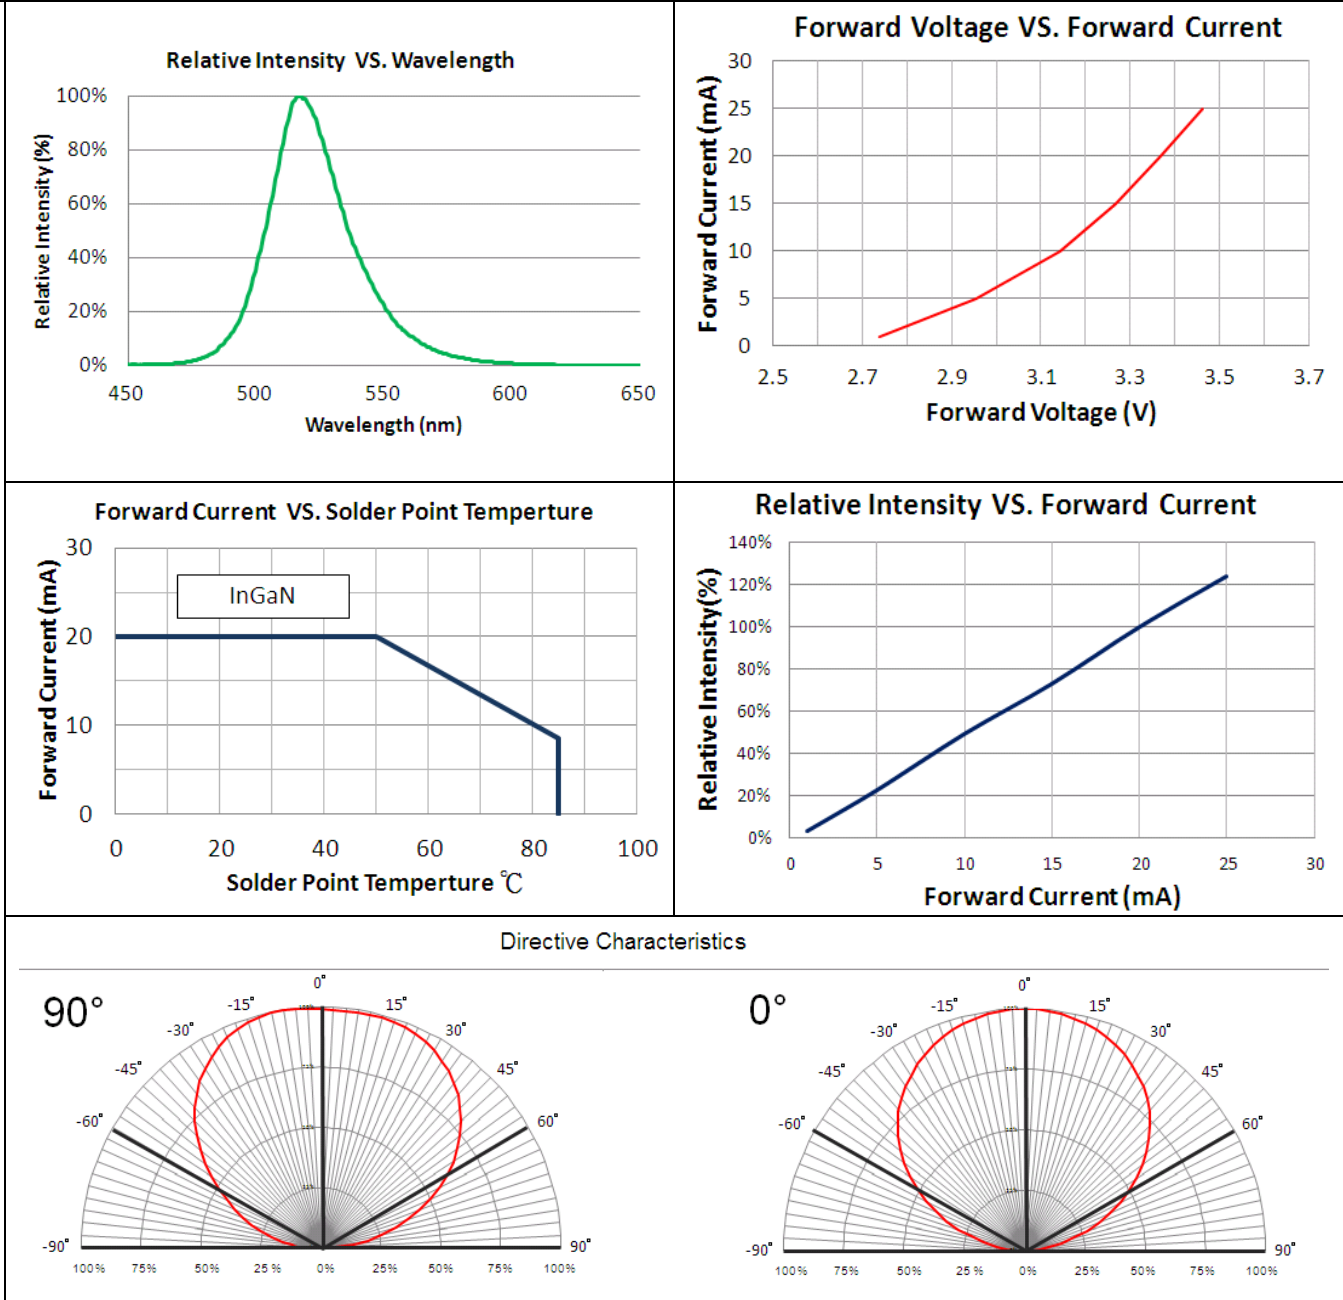 Relative Intensity VS. Wavelength
100%
80%
60%
40%
20%
0%
Relative Intensity (%)
450 500 550 600 650
Wavelength (nm)
Forward Voltage VS. Forward Current
30
25
20
15
10
5
0
Forward Current (mA)
2.5 2.7 2.9 3.1 3.3 3.5 3.7
Forward Voltage (V)
Forward Current VS. Solder Point Temperture
30
20
10
0
Forward Current (mA)
InGaN
0 20 40 60 80 100
Solder Point Temperture ℃
Relative Intensity VS. Forward Current
140%
120%
100%
80%
60%
40%
20%
0%
Relative Intensity(%)
0 5 10 15 20 25 30
Forward Current (mA)
Directive Characteristics
90°
0°
-15° 15°
-30° 30°
-45° 45°
-60° 60°
-90° 90°
100% 75% 50% 25% 0% 25% 50% 75% 100%
0°
0°
-15° 15°
-30° 30°
-45° 45°
-60° 60°
-90° 90°
100% 75% 50% 25% 0% 25% 50% 75% 100%